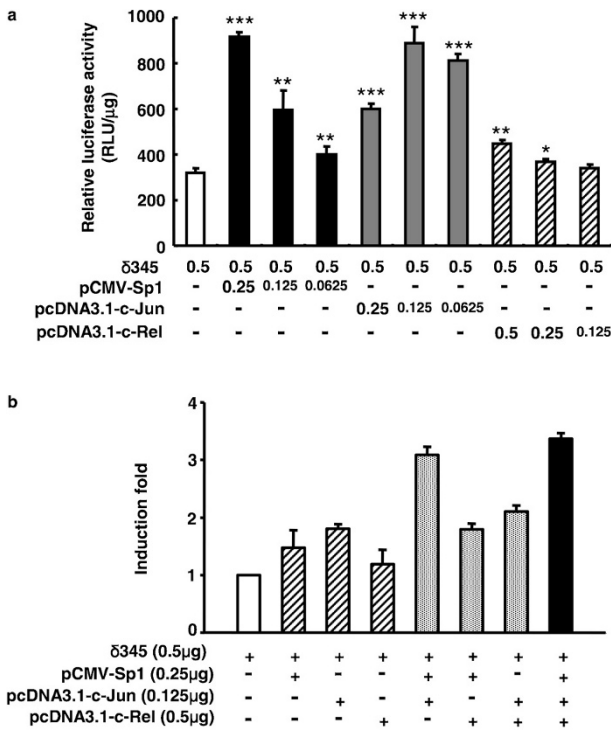 a
Relative luciferase activity
(RLU/µg)
1000
800
600
400
200
0
*** ** ** *** *** *** ** *
δ345 0.5 0.5 0.5 0.5 0.5 0.5 0.5 0.5 0.5 0.5
pCMV-Sp1 - 0.25 0.125 0.0625 - - - - - -
pcDNA3.1-c-Jun - - - - 0.25 0.125 0.0625 - - -
pcDNA3.1-c-Rel - - - - - - - 0.5 0.25 0.125
b
Induction fold
4
3
2
1
0
δ345 (0.5µg) + + + + + + + +
pCMV-Sp1 (0.25µg) - + - - + + - +
pcDNA3.1-c-Jun (0.125µg) - - + - + - + +
pcDNA3.1-c-Rel (0.5µg) - - - + - + + +